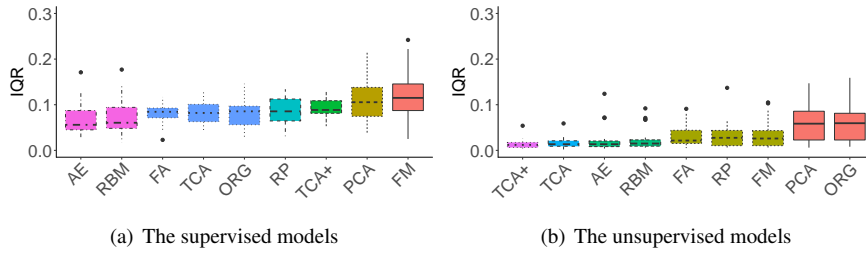 0.3
0.2
0.1
0.0
IQR
AE RBM FA TCA ORG RP TCA+ PCA FM
(a) The supervised models
0.3
0.2
0.1
0.0
IQR
TCA+ TCA AE RBM FA RP FM PCA ORG
(b) The unsupervised models